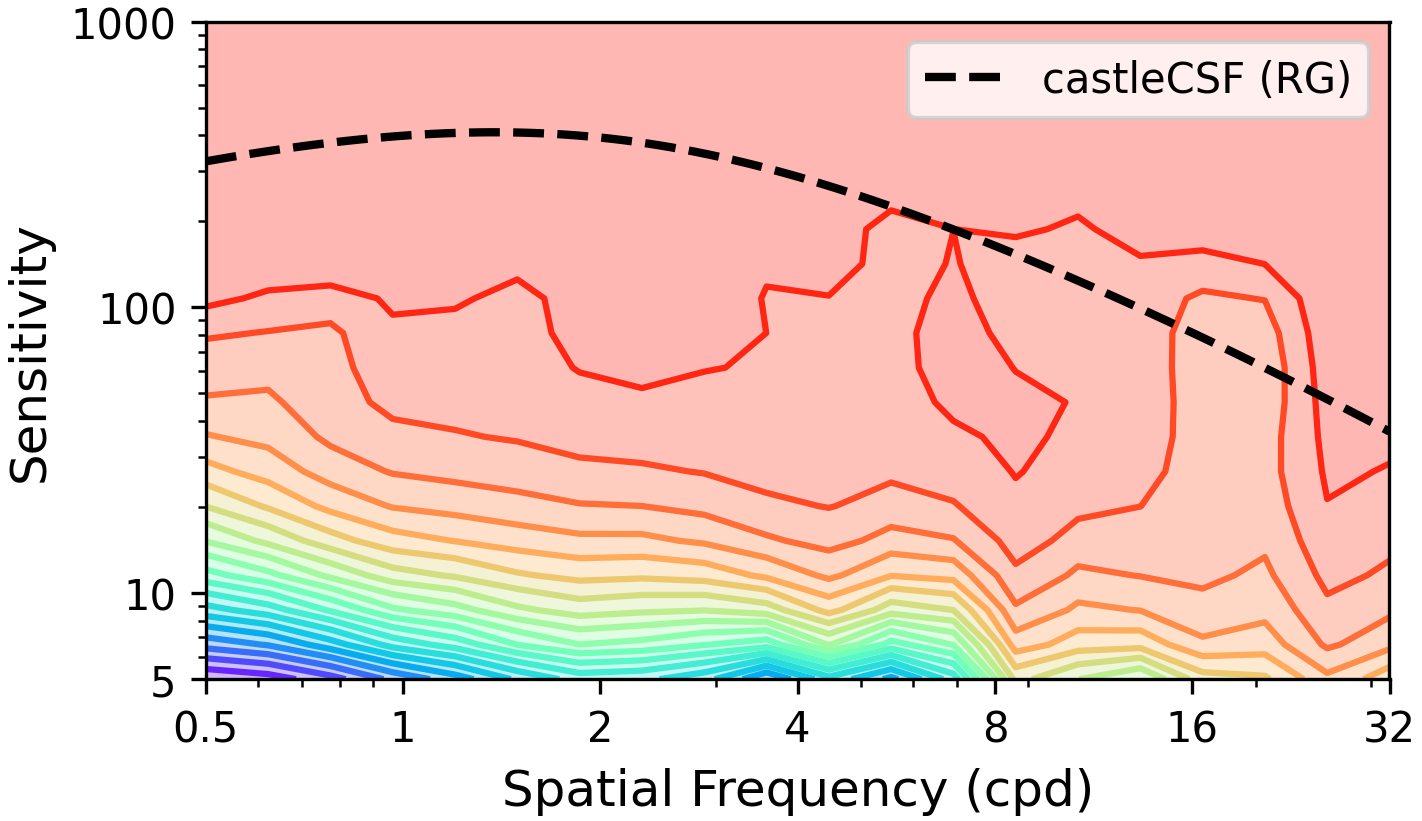 1000
castleCSF (RG)
100
Sensitivity
10
5
0.5 1 2 4 8 16 32
Spatial Frequency (cpd)